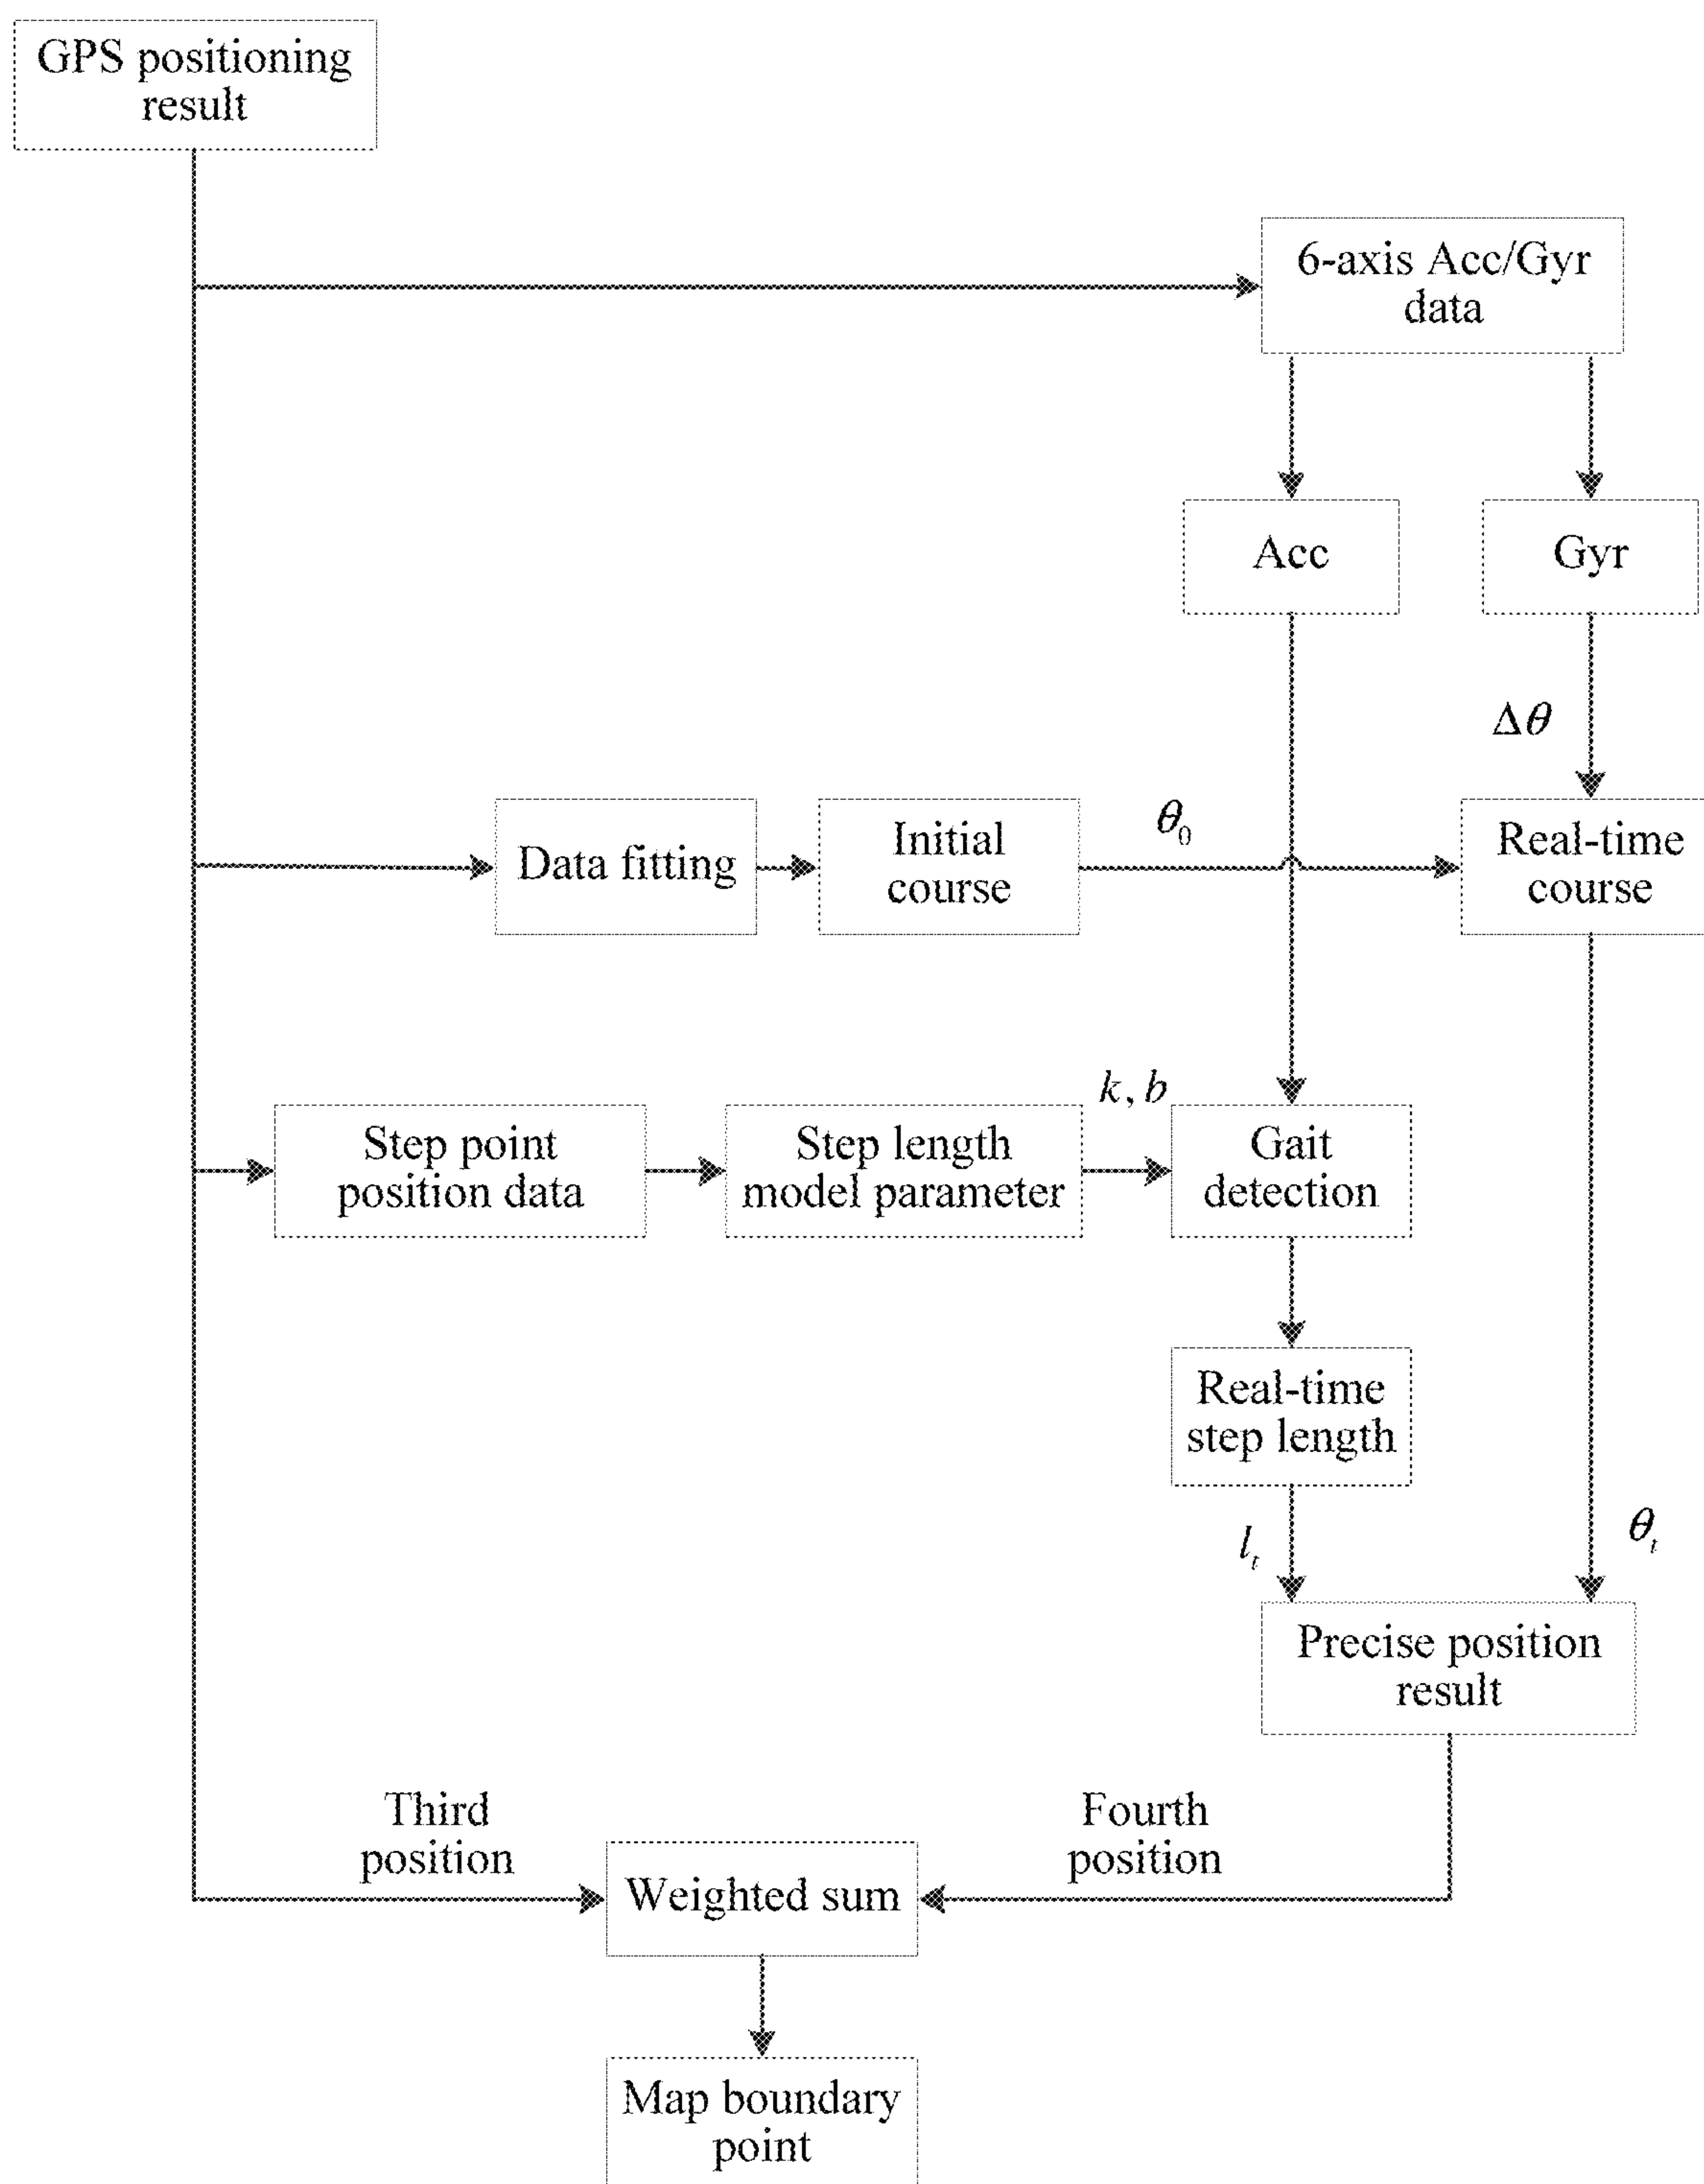 GPS positioning
result
6-axis Acc/Gyr
data
Acc
Gyr
Δθ
Data fitting
Initial
course
θ₀
Real-time
course
Step point
position data
Step length
model parameter
k, b
Gait
detection
Real-time
step length
lₜ
θₜ
Precise position
result
Third
position
Fourth
position
Weighted sum
Map boundary
point